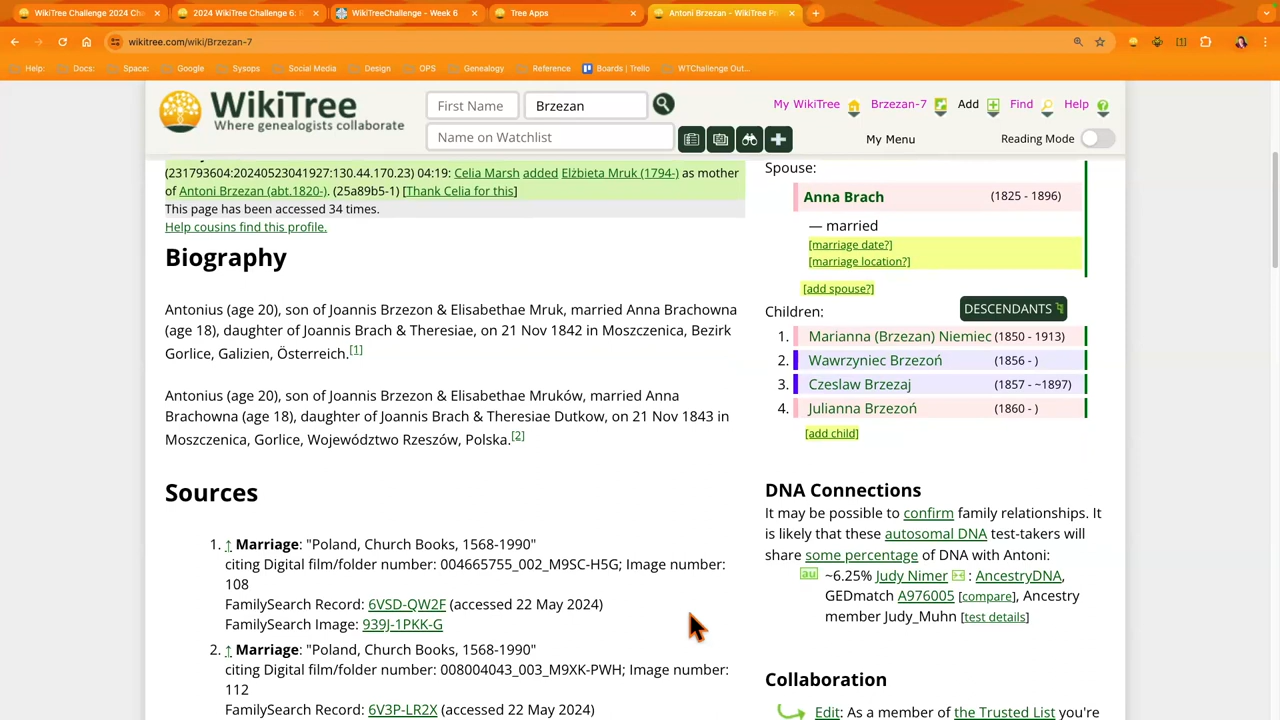 WikiTree Challenge 2024 Cha
2024 WikiTree Challenge 6: R
WikiTreeChallenge - Week 6
Tree Apps
Antoni Brzezan - WikiTree Pr
wikitree.com/wiki/Brzezan-7
Help:
Docs:
Space:
Google
Sysops
Social Media
Design
OPS
Genealogy
Reference
Boards | Trello
WTChallenge Out...
WikiTree
Where genealogists collaborate
First Name
Brzezan
Name on Watchlist
My WikiTree
Brzezan-7
Add
Find
Help
My Menu
Reading Mode
(231793604:20240523041927:130.44.170.23) 04:19: Celia Marsh added Elżbieta Mruk (1794-) as mother
of Antoni Brzezan (abt.1820-). (25a89b5-1) [Thank Celia for this]
This page has been accessed 34 times.
Help cousins find this profile.
Biography
Antonius (age 20), son of Joannis Brzezon & Elisabethae Mruk, married Anna Brachowna
(age 18), daughter of Joannis Brach & Theresiae, on 21 Nov 1842 in Moszczenica, Bezirk
Gorlice, Galizien, Österreich.[1]
Antonius (age 20), son of Joannis Brzezon & Elisabethae Mruków, married Anna
Brachowna (age 18), daughter of Joannis Brach & Theresiae Dutkow, on 21 Nov 1843 in
Moszczenica, Gorlice, Województwo Rzeszów, Polska.[2]
Sources
1. ↑ Marriage: "Poland, Church Books, 1568-1990"
citing Digital film/folder number: 004665755_002_M9SC-H5G; Image number:
108
FamilySearch Record: 6VSD-QW2F (accessed 22 May 2024)
FamilySearch Image: 939J-1PKK-G
2. ↑ Marriage: "Poland, Church Books, 1568-1990"
citing Digital film/folder number: 008004043_003_M9XK-PWH; Image number:
112
FamilySearch Record: 6V3P-LR2X (accessed 22 May 2024)
Spouse:
Anna Brach (1825 - 1896)
— married
[marriage date?]
[marriage location?]
[add spouse?]
DESCENDANTS
Children:
1. Marianna (Brzezan) Niemiec (1850 - 1913)
2. Wawrzyniec Brzezoń (1856 - )
3. Czeslaw Brzezaj (1857 - ~1897)
4. Julianna Brzezoń (1860 - )
[add child]
DNA Connections
It may be possible to confirm family relationships. It
is likely that these autosomal DNA test-takers will
share some percentage of DNA with Antoni:
au ~6.25% Judy Nimer : AncestryDNA,
GEDmatch A976005 [compare], Ancestry
member Judy_Muhn [test details]
Collaboration
Edit: As a member of the Trusted List you're